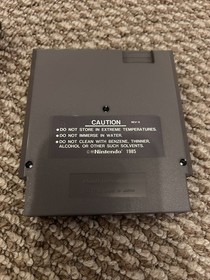 CAUTION
• DO NOT STORE IN EXTREME TEMPERATURES.
• DO NOT IMMERSE IN WATER.
• DO NOT CLEAN WITH BENZENE, THINNER,
ALCOHOL OR OTHER SUCH SOLVENTS.
©®Nintendo 1985